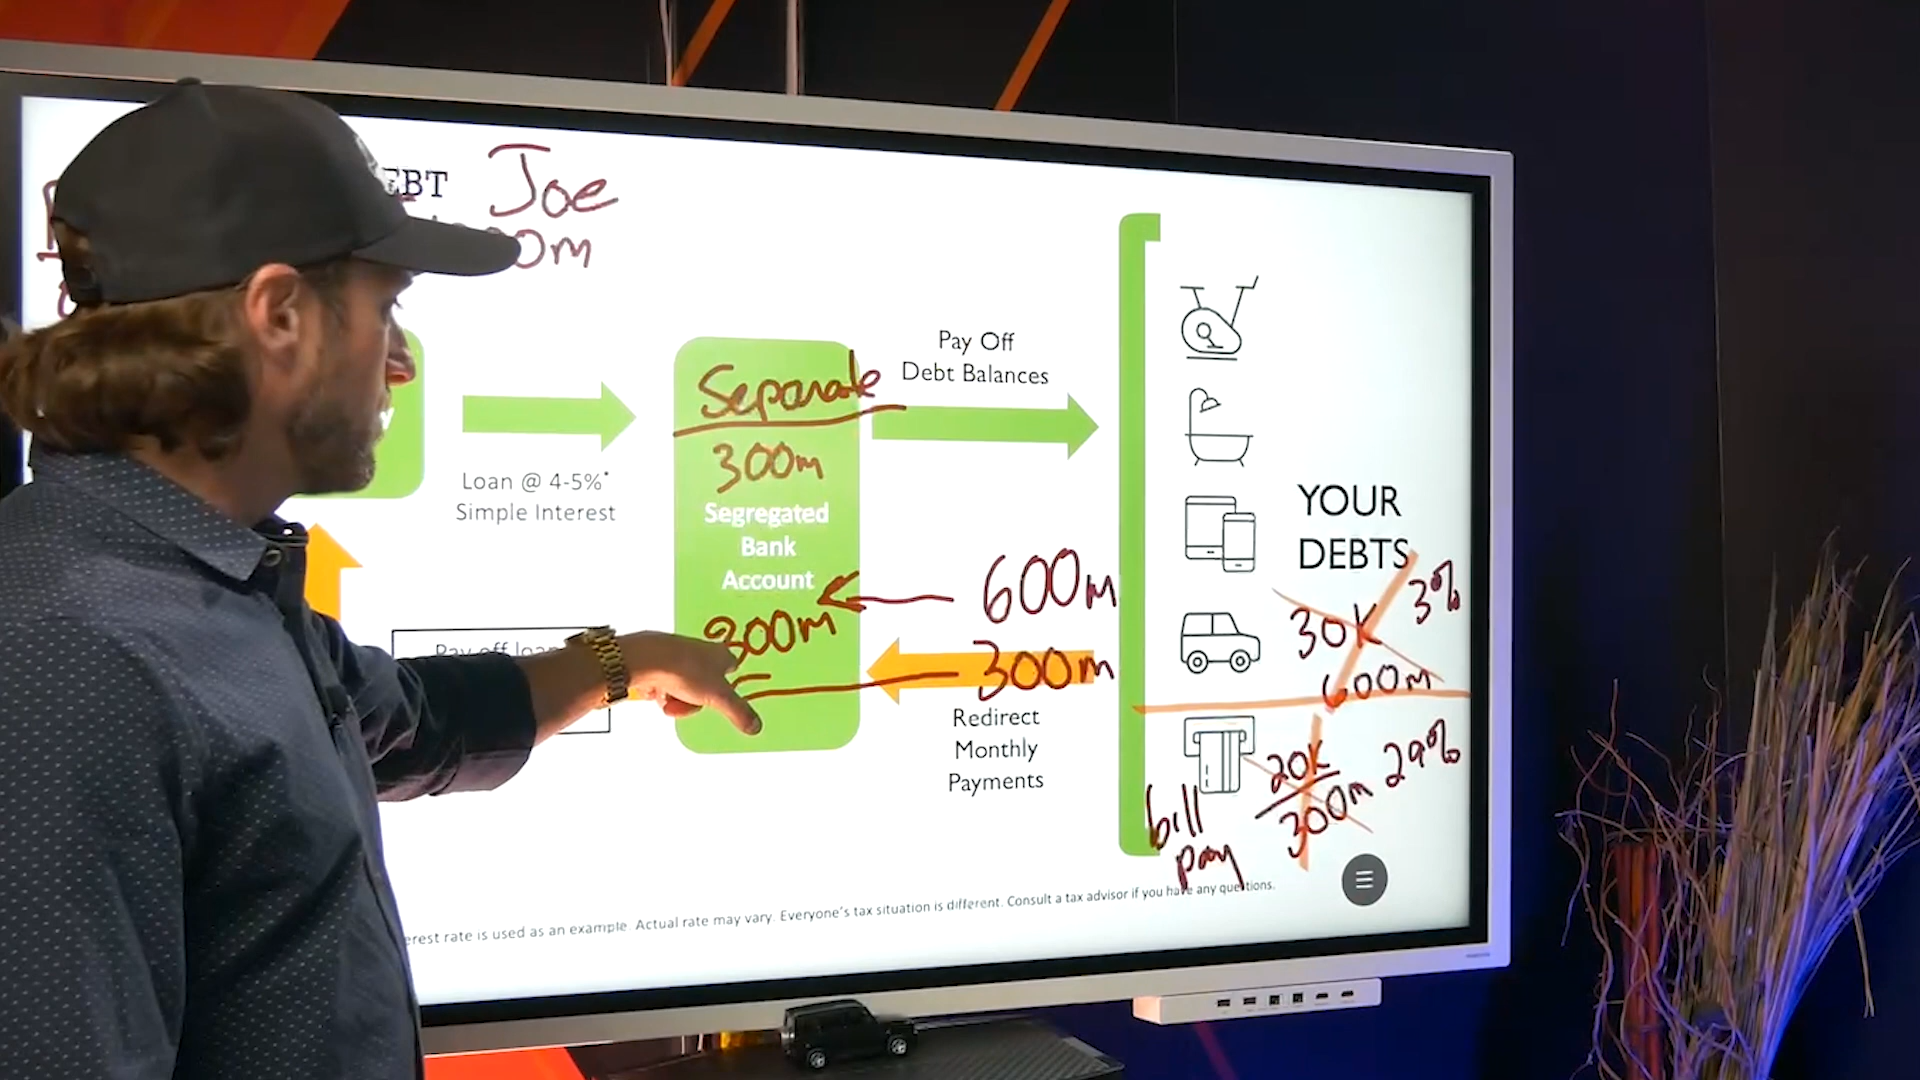 EBT
Joe
0m
Separate
300m
Segregated
Bank
Account
300m
Loan @ 4-5%*
Simple Interest
Pay off loan
Pay Off
Debt Balances
600m
300m
Redirect
Monthly
Payments
YOUR
DEBTS
30K
3%
600m
20K
29%
300m
bill
pay
erest rate is used as an example. Actual rate may vary. Everyone's tax situation is different. Consult a tax advisor if you have any questions.